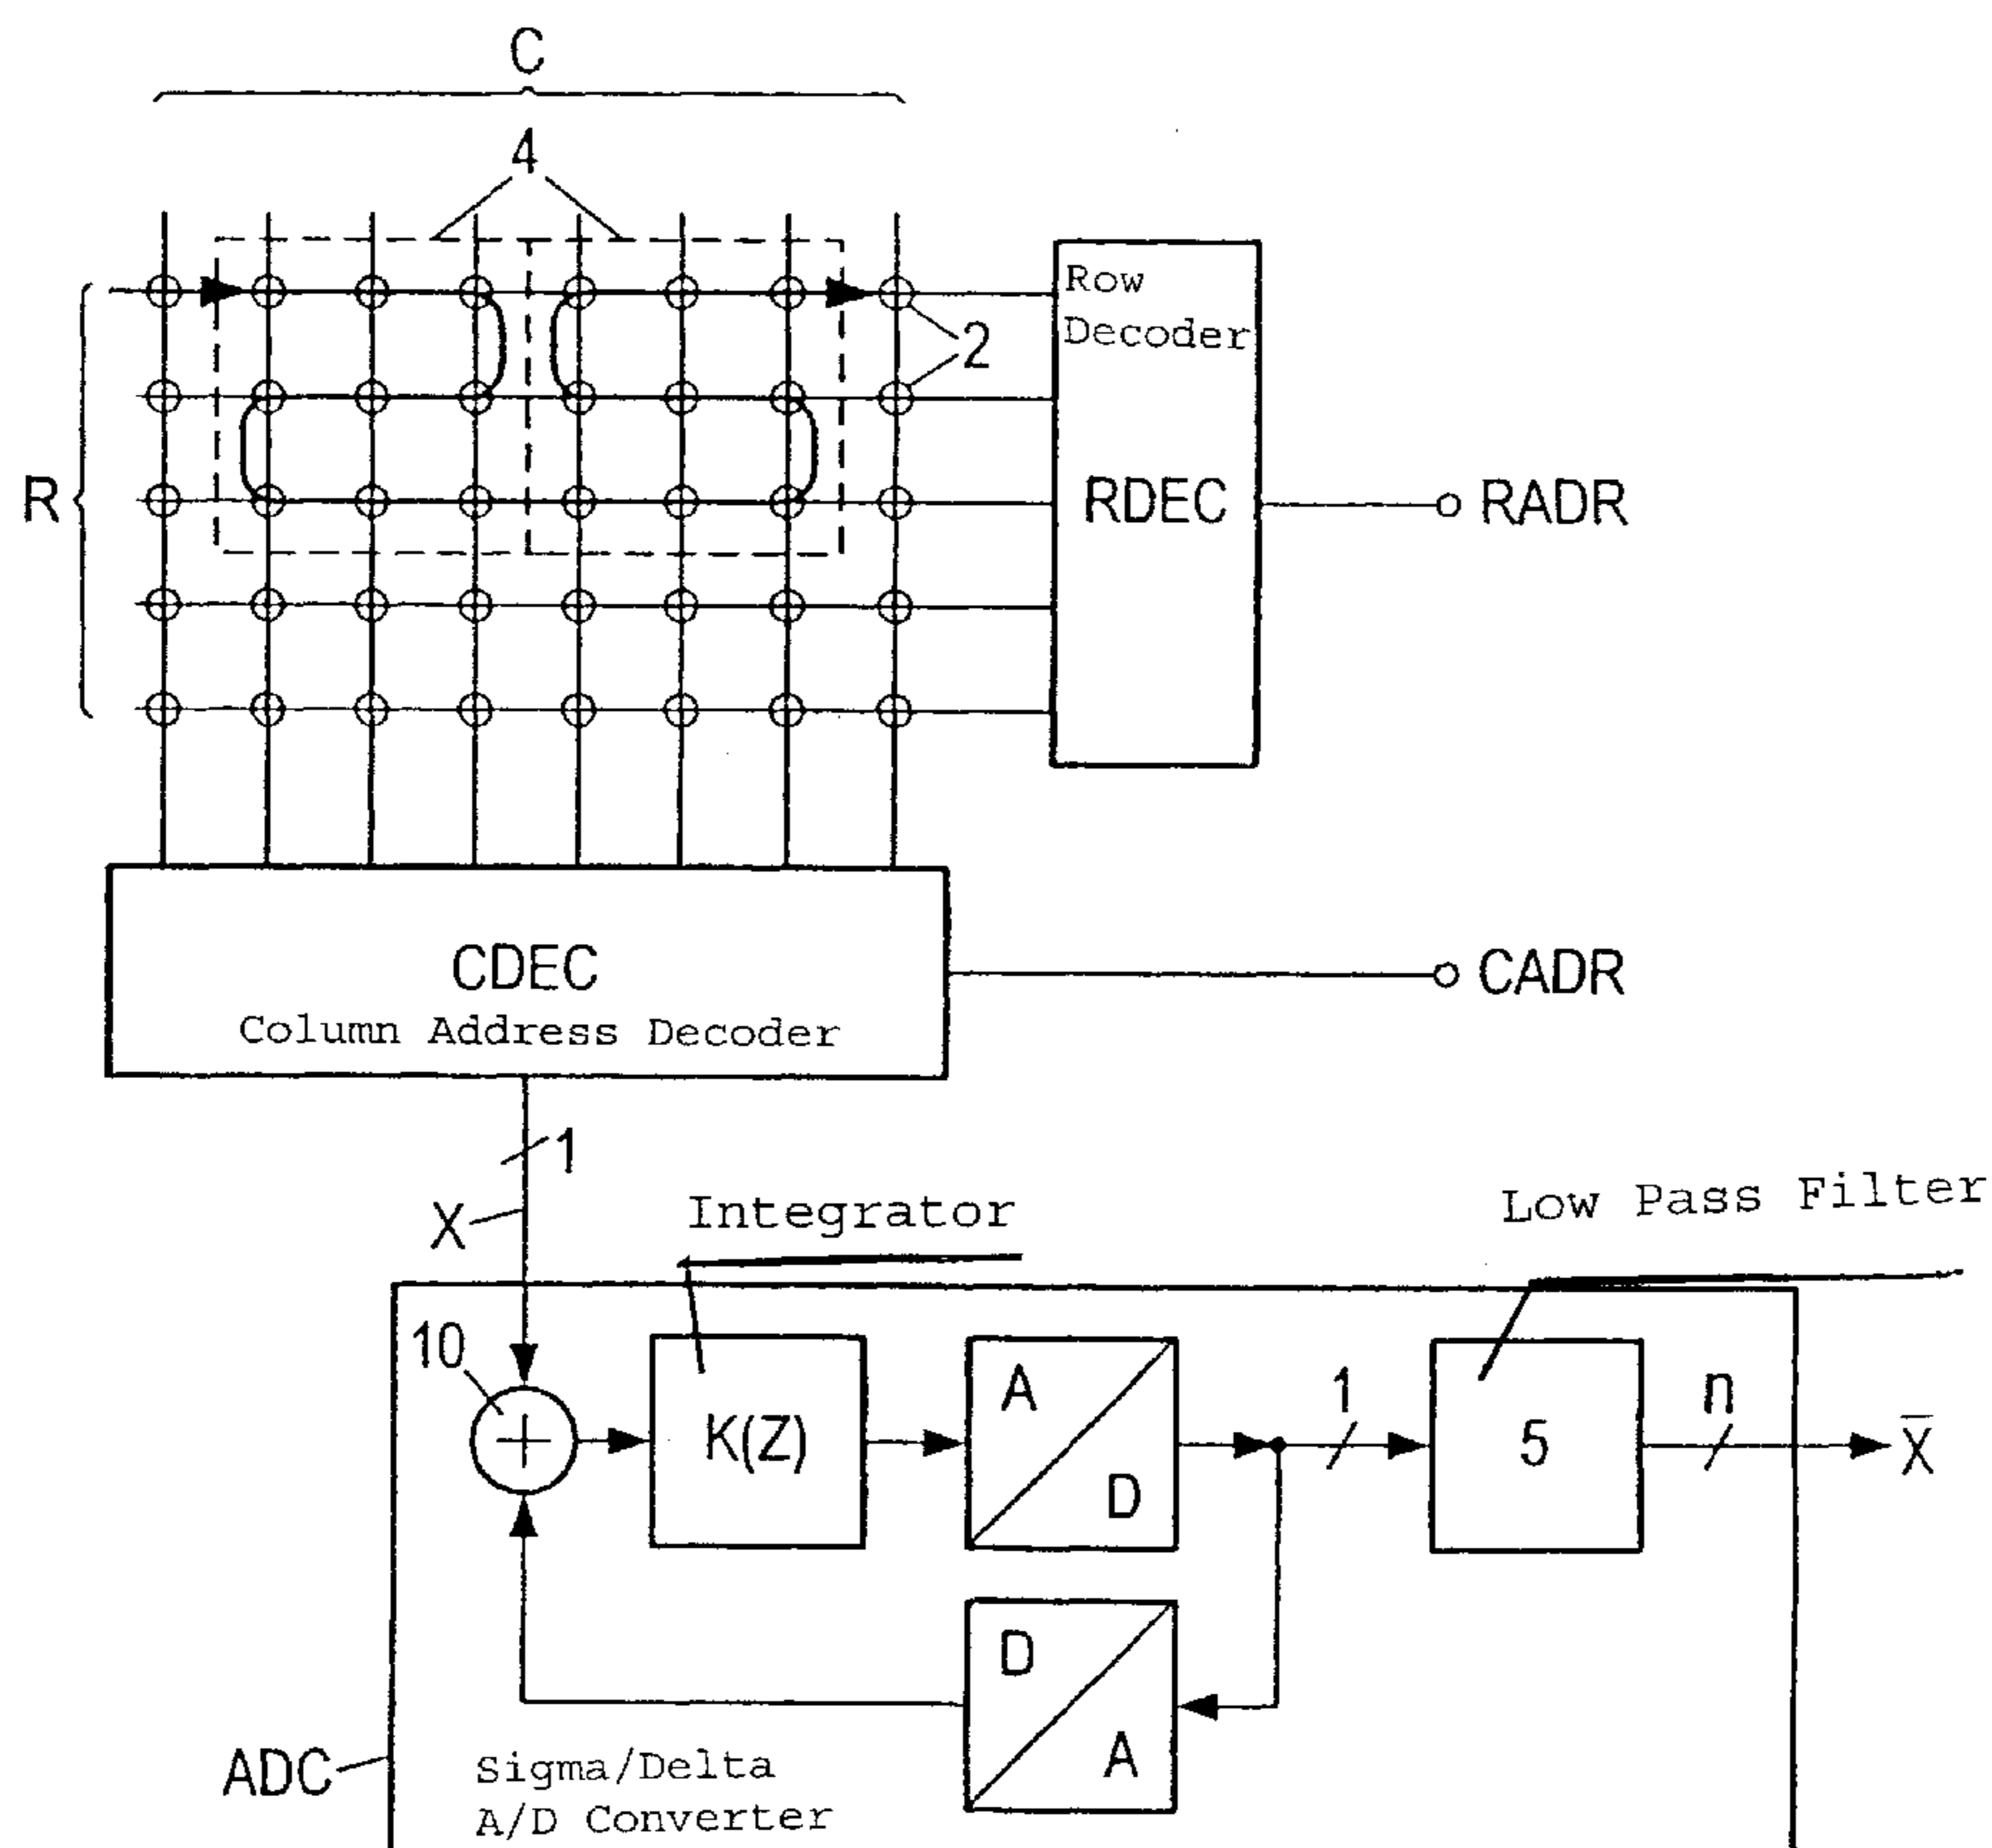 C
4
Row
Decoder
2
R
RDEC
RADR
CDEC
CADR
Column Address Decoder
1
X
Integrator
Low Pass Filter
10
K(Z)
A
D
1
5
n
X̅
D
A
ADC
Sigma/Delta
A/D Converter